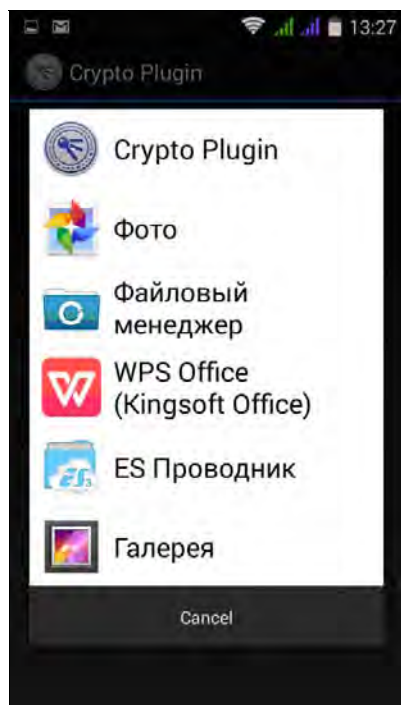 13:27
Crypto Plugin
Crypto Plugin
Фото
Файловый
менеджер
WPS Office
(Kingsoft Office)
ES Проводник
Галерея
Cancel